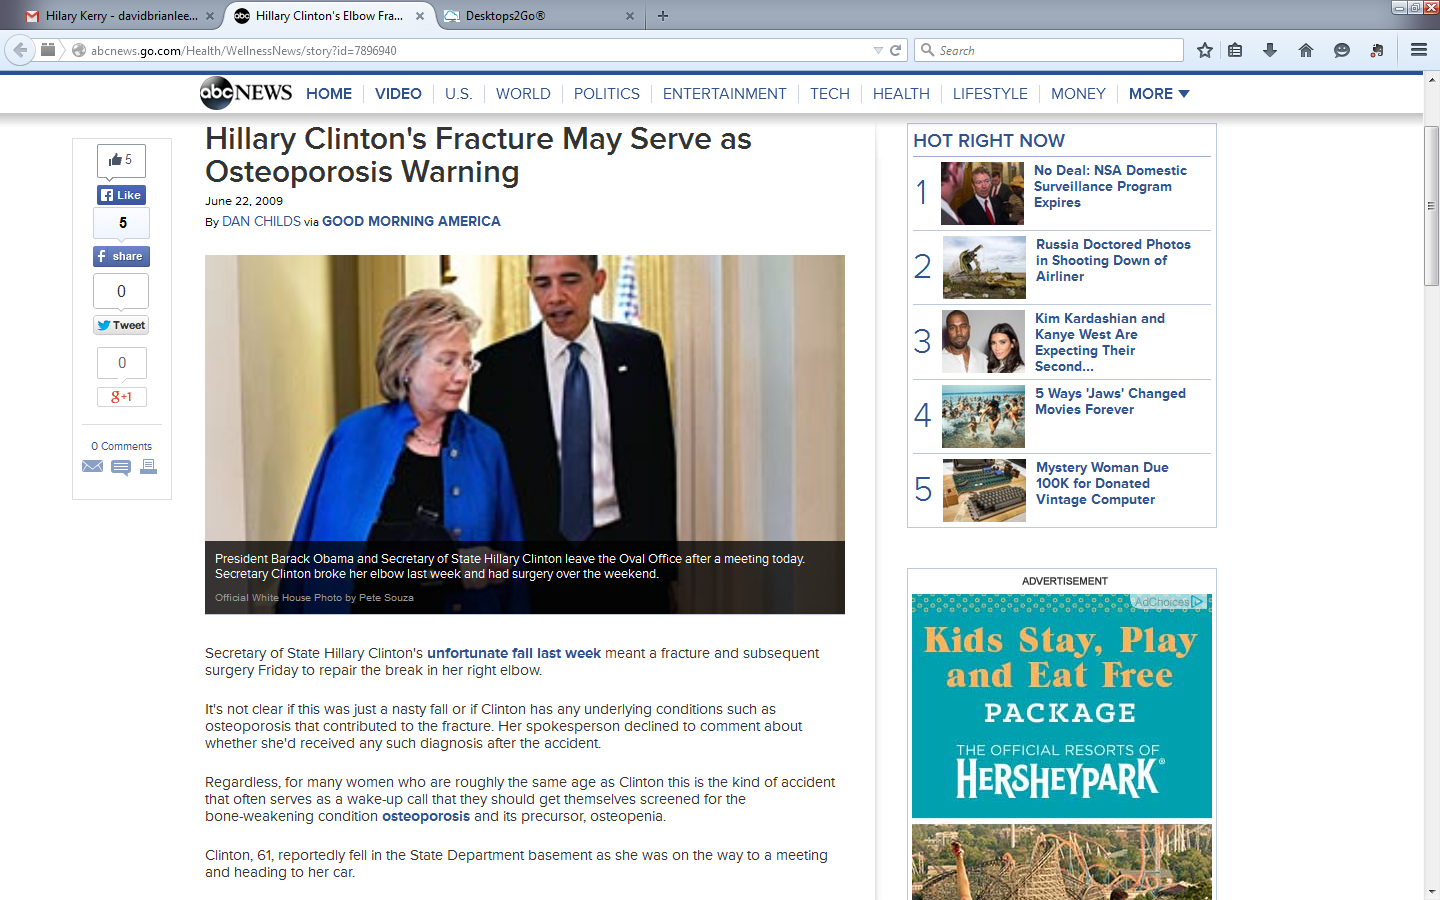 Hilary Kerry - davidbrianlee...
Hillary Clinton's Elbow Fra...
Desktops2Go®
abcnews.go.com/Health/WellnessNews/story?id=7896940
Search
abc NEWS
HOME
VIDEO
U.S.
WORLD
POLITICS
ENTERTAINMENT
TECH
HEALTH
LIFESTYLE
MONEY
MORE
5
Like
5
share
0
Tweet
0
g+1
0 Comments
Hillary Clinton's Fracture May Serve as
Osteoporosis Warning
June 22, 2009
By DAN CHILDS via GOOD MORNING AMERICA
President Barack Obama and Secretary of State Hillary Clinton leave the Oval Office after a meeting today.
Secretary Clinton broke her elbow last week and had surgery over the weekend.
Official White House Photo by Pete Souza
Secretary of State Hillary Clinton's unfortunate fall last week meant a fracture and subsequent
surgery Friday to repair the break in her right elbow.
It's not clear if this was just a nasty fall or if Clinton has any underlying conditions such as
osteoporosis that contributed to the fracture. Her spokesperson declined to comment about
whether she'd received any such diagnosis after the accident.
Regardless, for many women who are roughly the same age as Clinton this is the kind of accident
that often serves as a wake-up call that they should get themselves screened for the
bone-weakening condition osteoporosis and its precursor, osteopenia.
Clinton, 61, reportedly fell in the State Department basement as she was on the way to a meeting
and heading to her car.
HOT RIGHT NOW
1
No Deal: NSA Domestic
Surveillance Program
Expires
2
Russia Doctored Photos
in Shooting Down of
Airliner
3
Kim Kardashian and
Kanye West Are
Expecting Their
Second...
4
5 Ways 'Jaws' Changed
Movies Forever
5
Mystery Woman Due
100K for Donated
Vintage Computer
ADVERTISEMENT
AdChoices
Kids Stay, Play
and Eat Free
PACKAGE
THE OFFICIAL RESORTS OF
HERSHEYPARK®